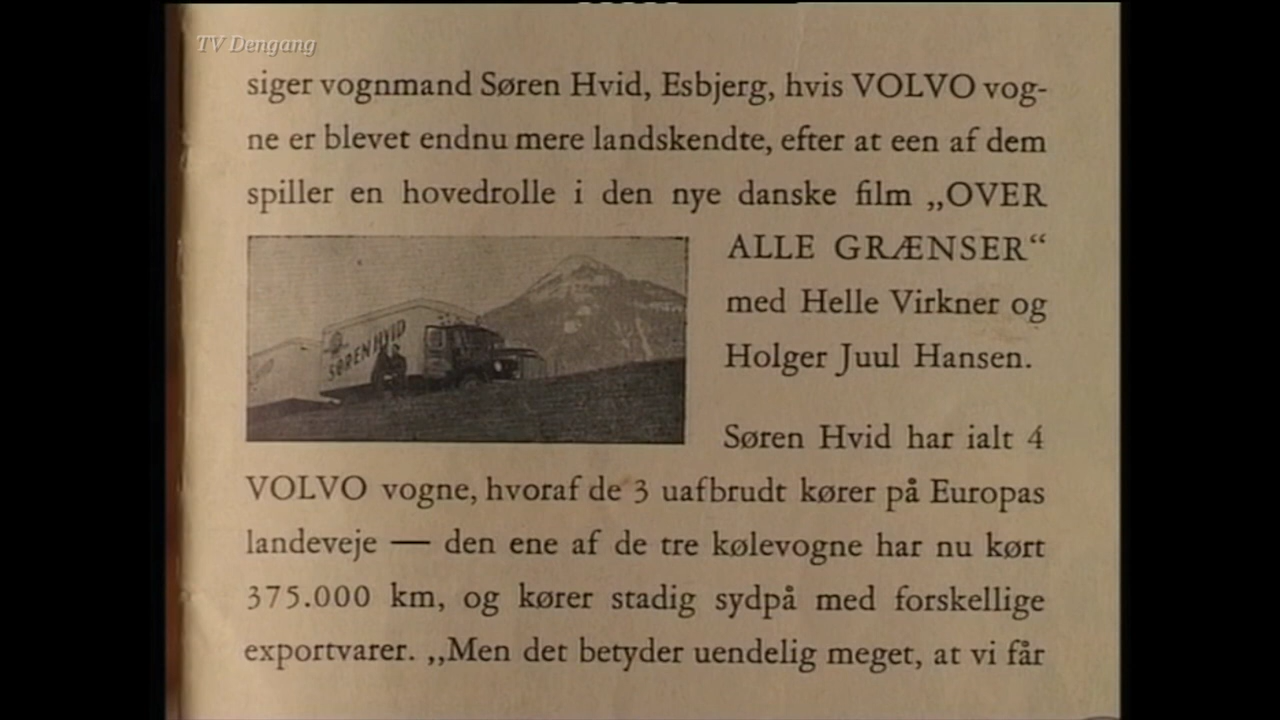 TV Dengang
siger vognmand Søren Hvid, Esbjerg, hvis VOLVO vog-
ne er blevet endnu mere landskendte, efter at een af dem
spiller en hovedrolle i den nye danske film „OVER
ALLE GRÆNSER“
med Helle Virkner og
Holger Juul Hansen.
SØREN HVID
Søren Hvid har ialt 4
VOLVO vogne, hvoraf de 3 uafbrudt kører på Europas
landeveje — den ene af de tre kølevogne har nu kørt
375.000 km, og kører stadig sydpå med forskellige
exportvarer. „Men det betyder uendelig meget, at vi får